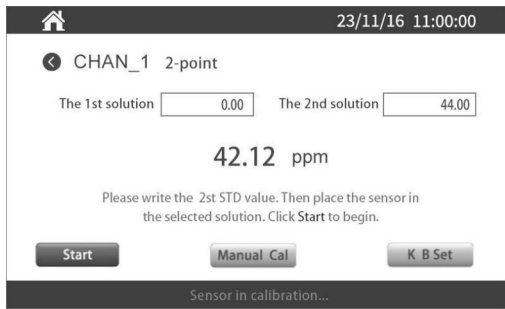 23/11/16 11:00:00
CHAN_1 2-point
The 1st solution 0.00 The 2nd solution 44.00
42.12 ppm
Please write the 2st STD value. Then place the sensor in
the selected solution. Click Start to begin.
Start Manual Cal K B Set
Sensor in calibration...